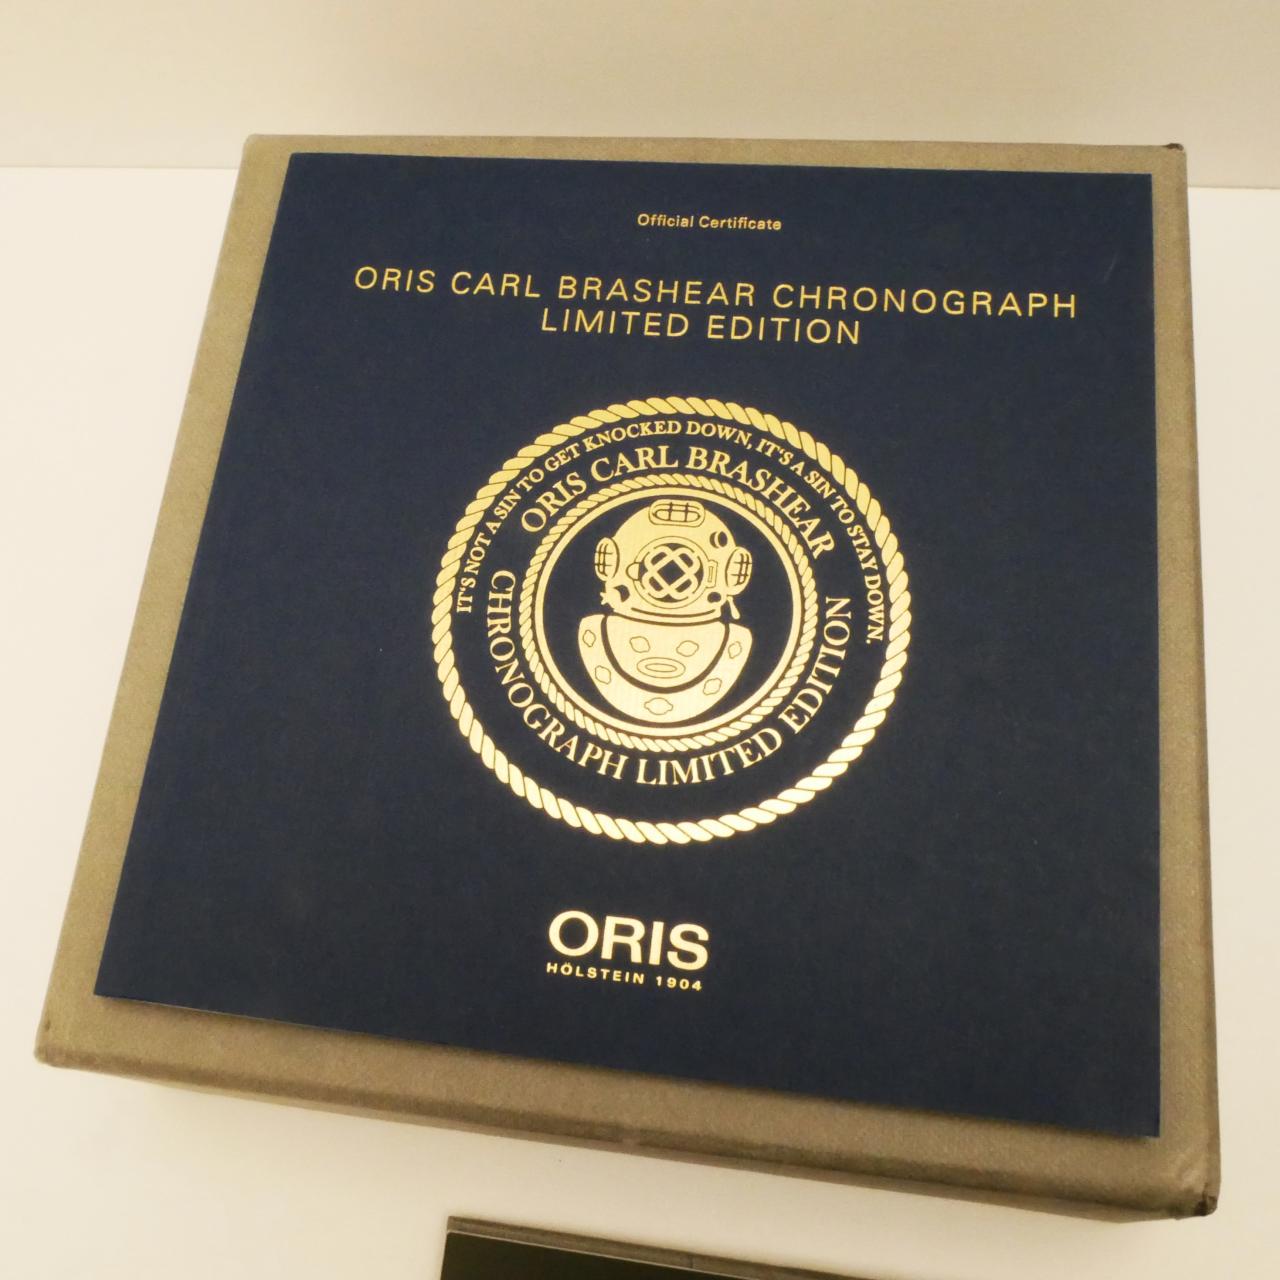 Official Certificate
ORIS CARL BRASHEAR CHRONOGRAPH
LIMITED EDITION
IT'S NOT A SIN TO GET KNOCKED DOWN, IT'S A SIN TO STAY DOWN.
ORIS CARL BRASHEAR
CHRONOGRAPH LIMITED EDITION
ORIS
HÖLSTEIN 1904